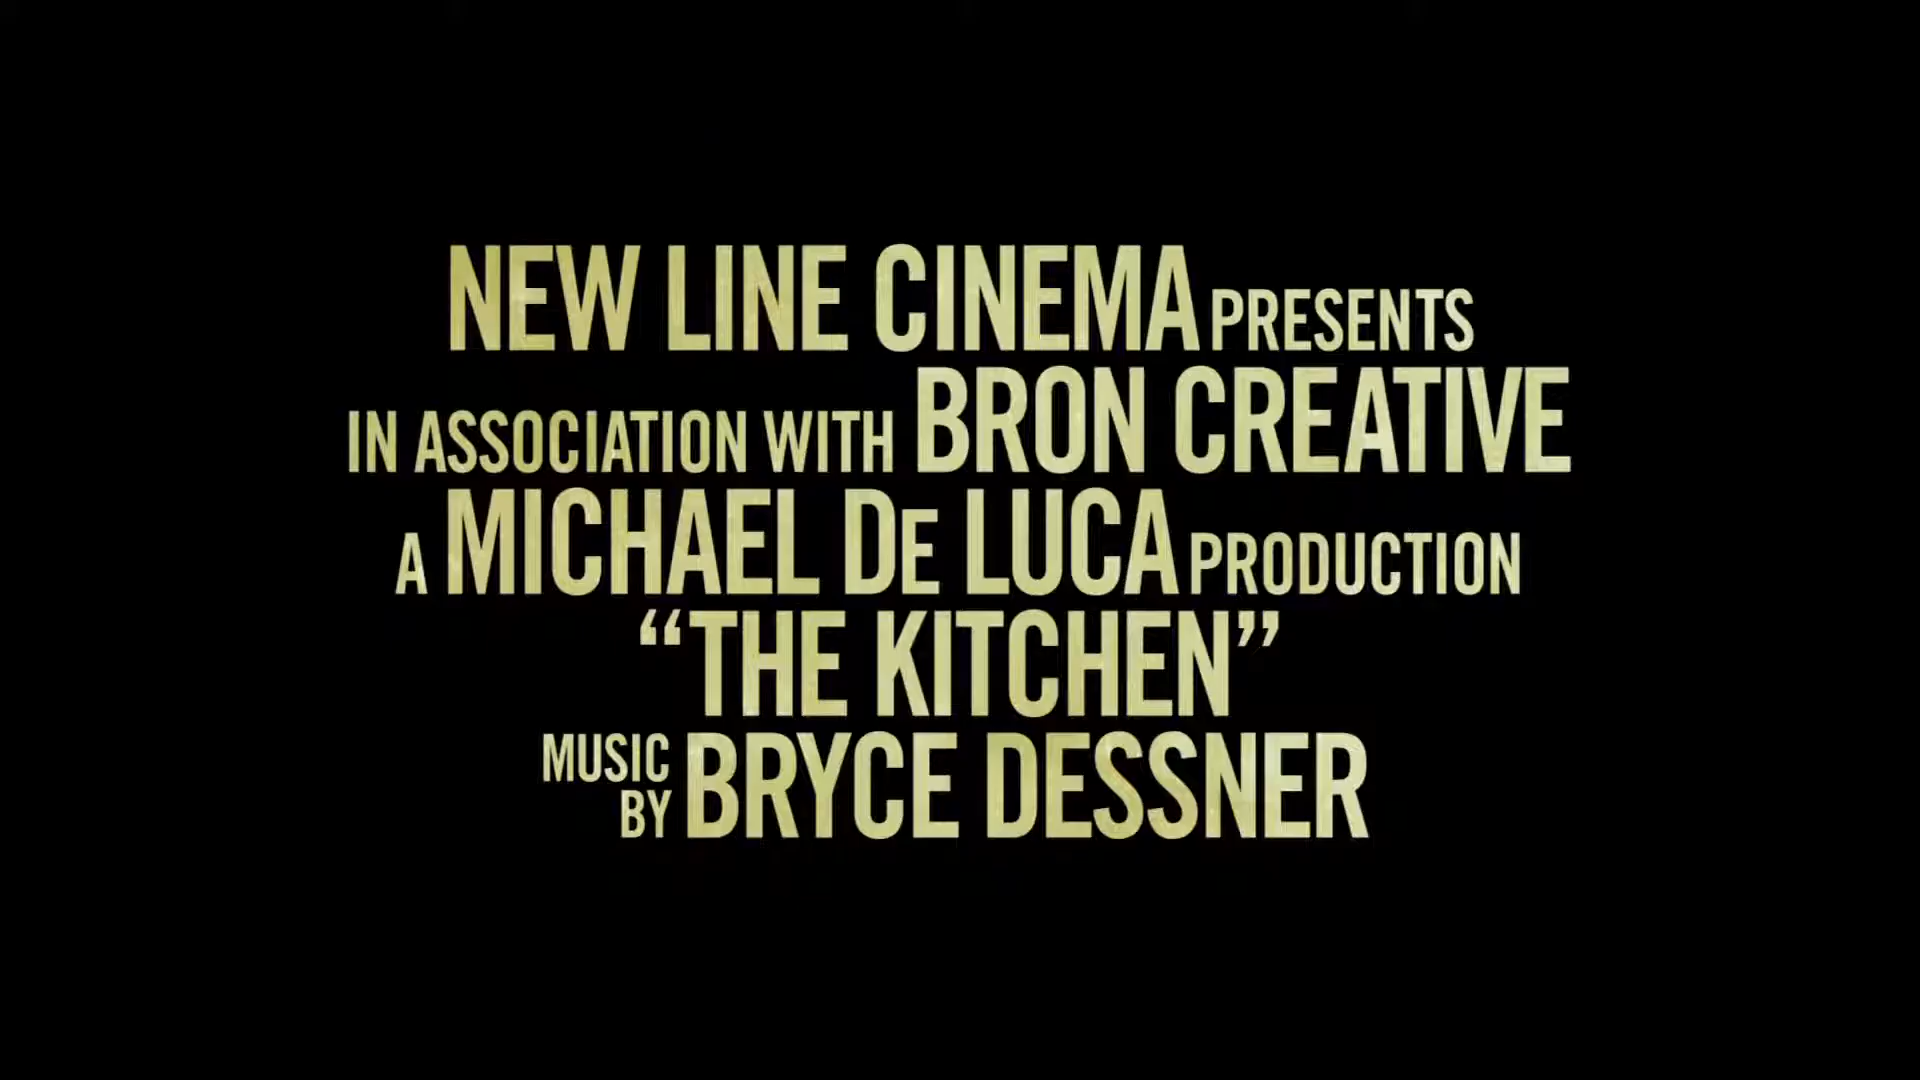 NEW LINE CINEMA PRESENTS
IN ASSOCIATION WITH BRON CREATIVE
A MICHAEL DE LUCA PRODUCTION
“THE KITCHEN”
MUSIC BY BRYCE DESSNER